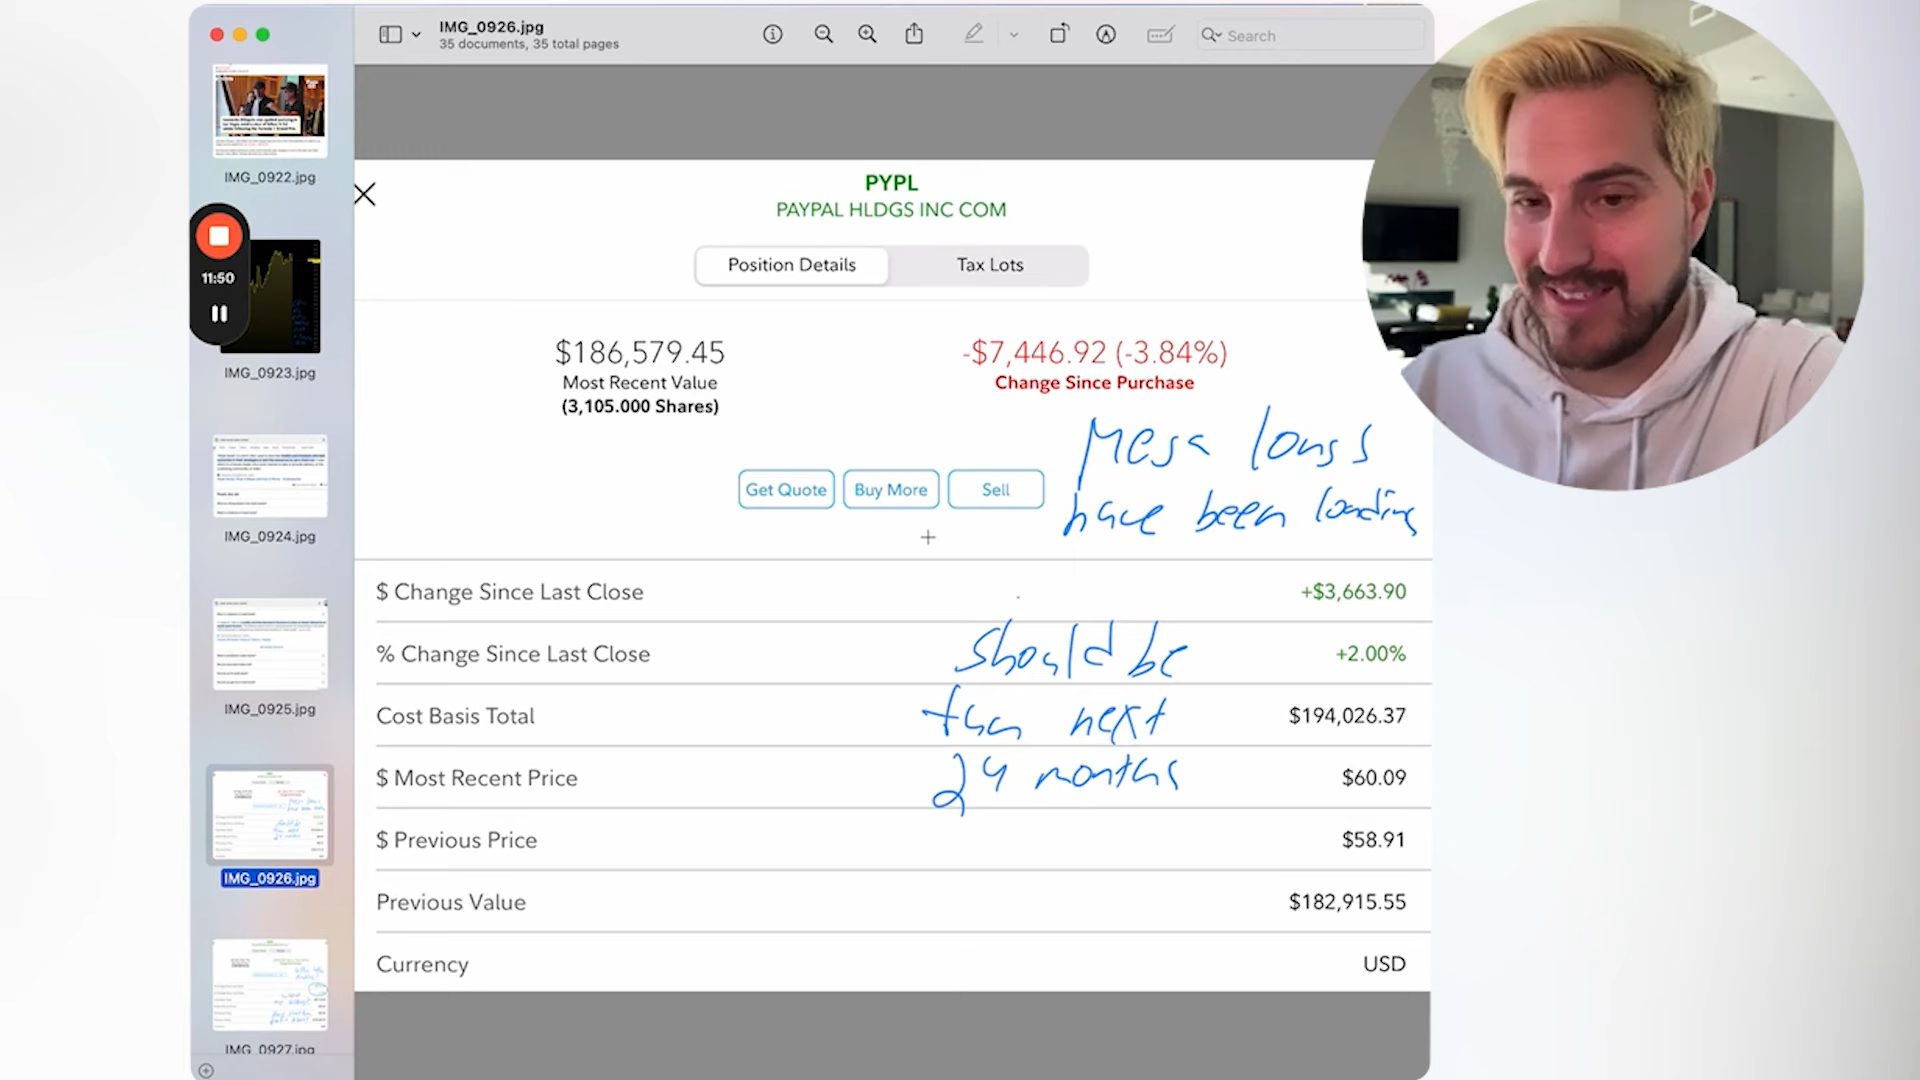 IMG_0926.jpg
35 documents, 35 total pages
Search
IMG_0922.jpg
11:50
IMG_0923.jpg
IMG_0924.jpg
IMG_0925.jpg
IMG_0926.jpg
IMG_0927.jpg
PYPL
PAYPAL HLDGS INC COM
Position Details
Tax Lots
$186,579.45
Most Recent Value
(3,105.000 Shares)
-$7,446.92 (-3.84%)
Change Since Purchase
longs
have been loading
Get Quote
Buy More
Sell
$ Change Since Last Close
+$3,663.90
% Change Since Last Close
+2.00%
should be
Cost Basis Total
$194,026.37
next
$ Most Recent Price
$60.09
24 months
$ Previous Price
$58.91
Previous Value
$182,915.55
Currency
USD